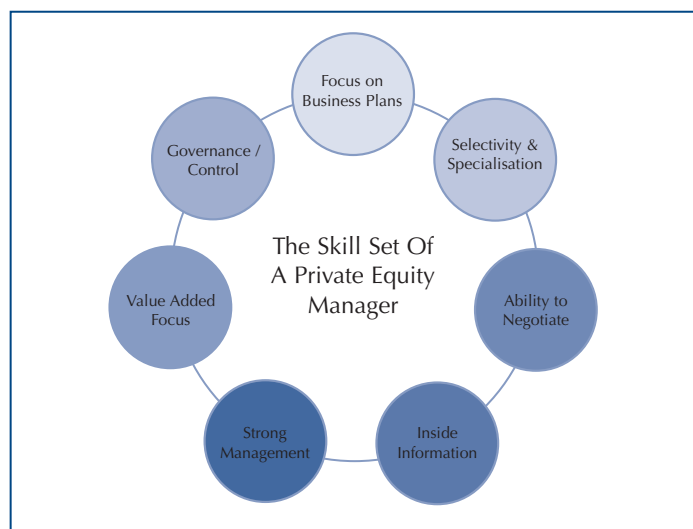 Focus on
Business Plans
Selectivity &
Specialisation
Ability to
Negotiate
Inside
Information
Strong
Management
Value Added
Focus
Governance /
Control
The Skill Set Of
A Private Equity
Manager